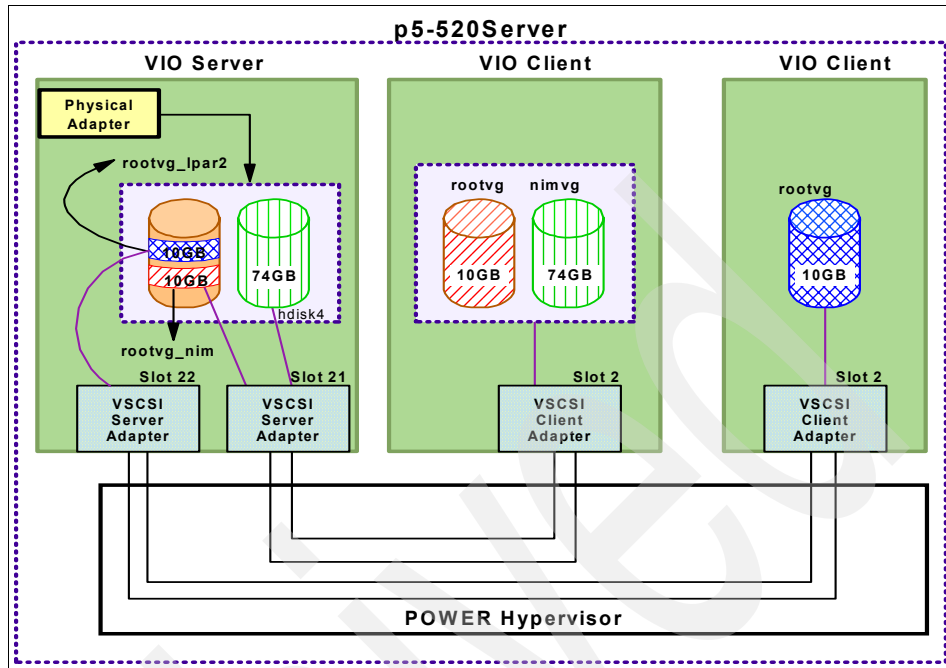 p5-520Server
VIO Server
VIO Client
VIO Client
Physical
Adapter
rootvg_lpar2
10GB
10GB
74GB
hdisk4
rootvg_nim
rootvg nimvg
10GB
74GB
rootvg
10GB
Slot 22
Slot 21
Slot 2
Slot 2
VSCSI
Server
Adapter
VSCSI
Server
Adapter
VSCSI
Client
Adapter
VSCSI
Client
Adapter
POWER Hypervisor